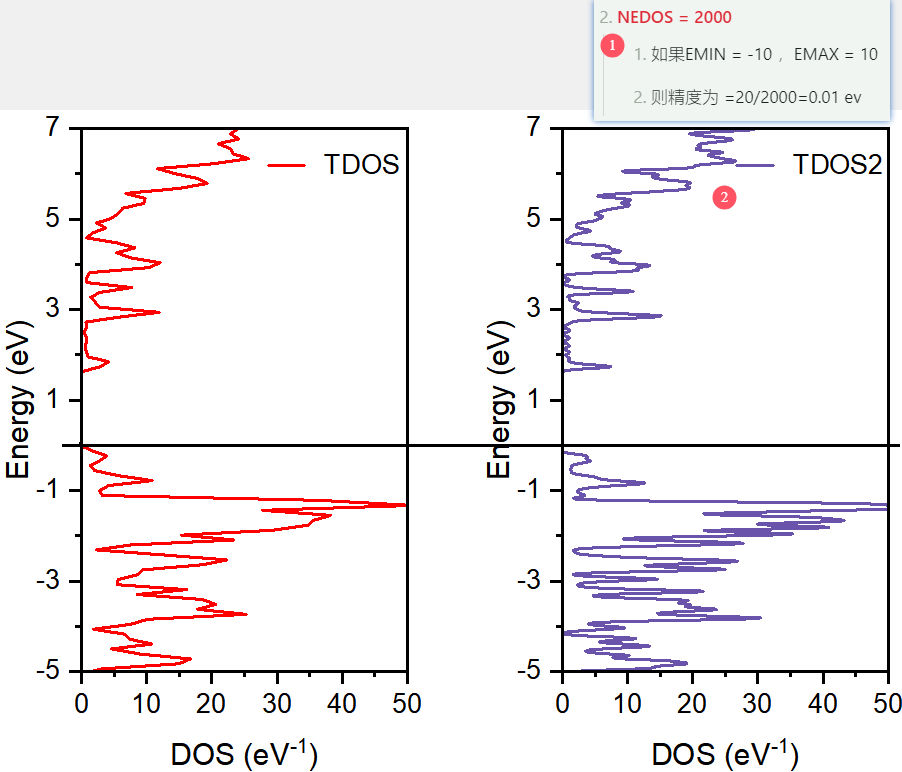 2. NEDOS = 2000
1
1. 如果EMIN = -10 ，EMAX = 10
2. 则精度为 =20/2000=0.01 ev
7
5
3
1
-1
-3
-5
Energy (eV)
TDOS
0 10 20 30 40 50
DOS (eV-1)
7
5
3
1
-1
-3
-5
Energy (eV)
TDOS2
2
0 10 20 30 40 50
DOS (eV-1)